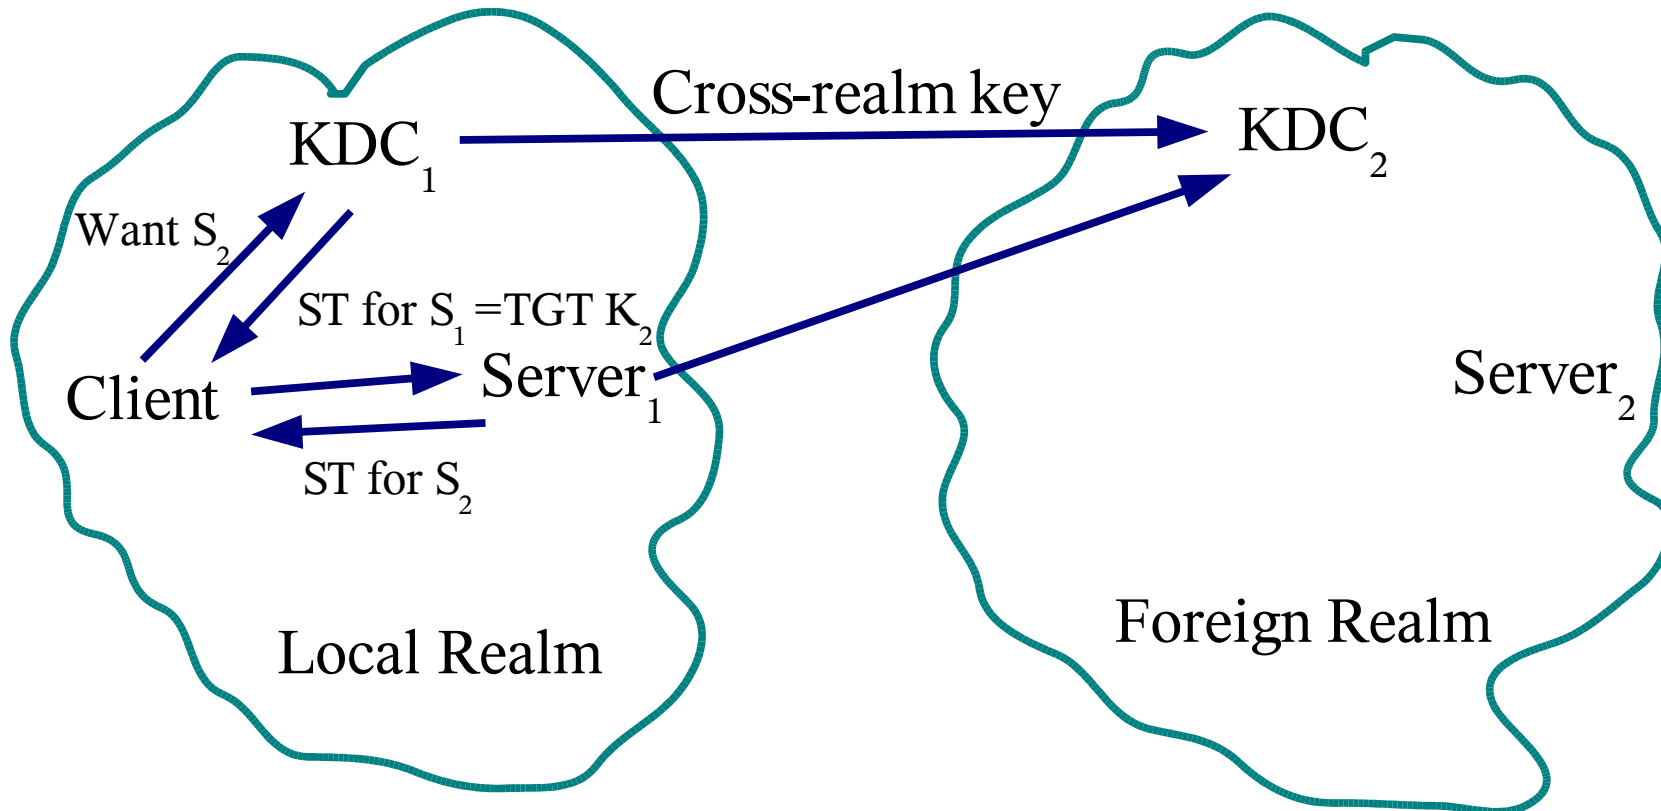 Cross-realm key
KDC₁
KDC₂
Want S₂
ST for S₁ =TGT K₂
Client
Server₁
Server₂
ST for S₂
Local Realm
Foreign Realm